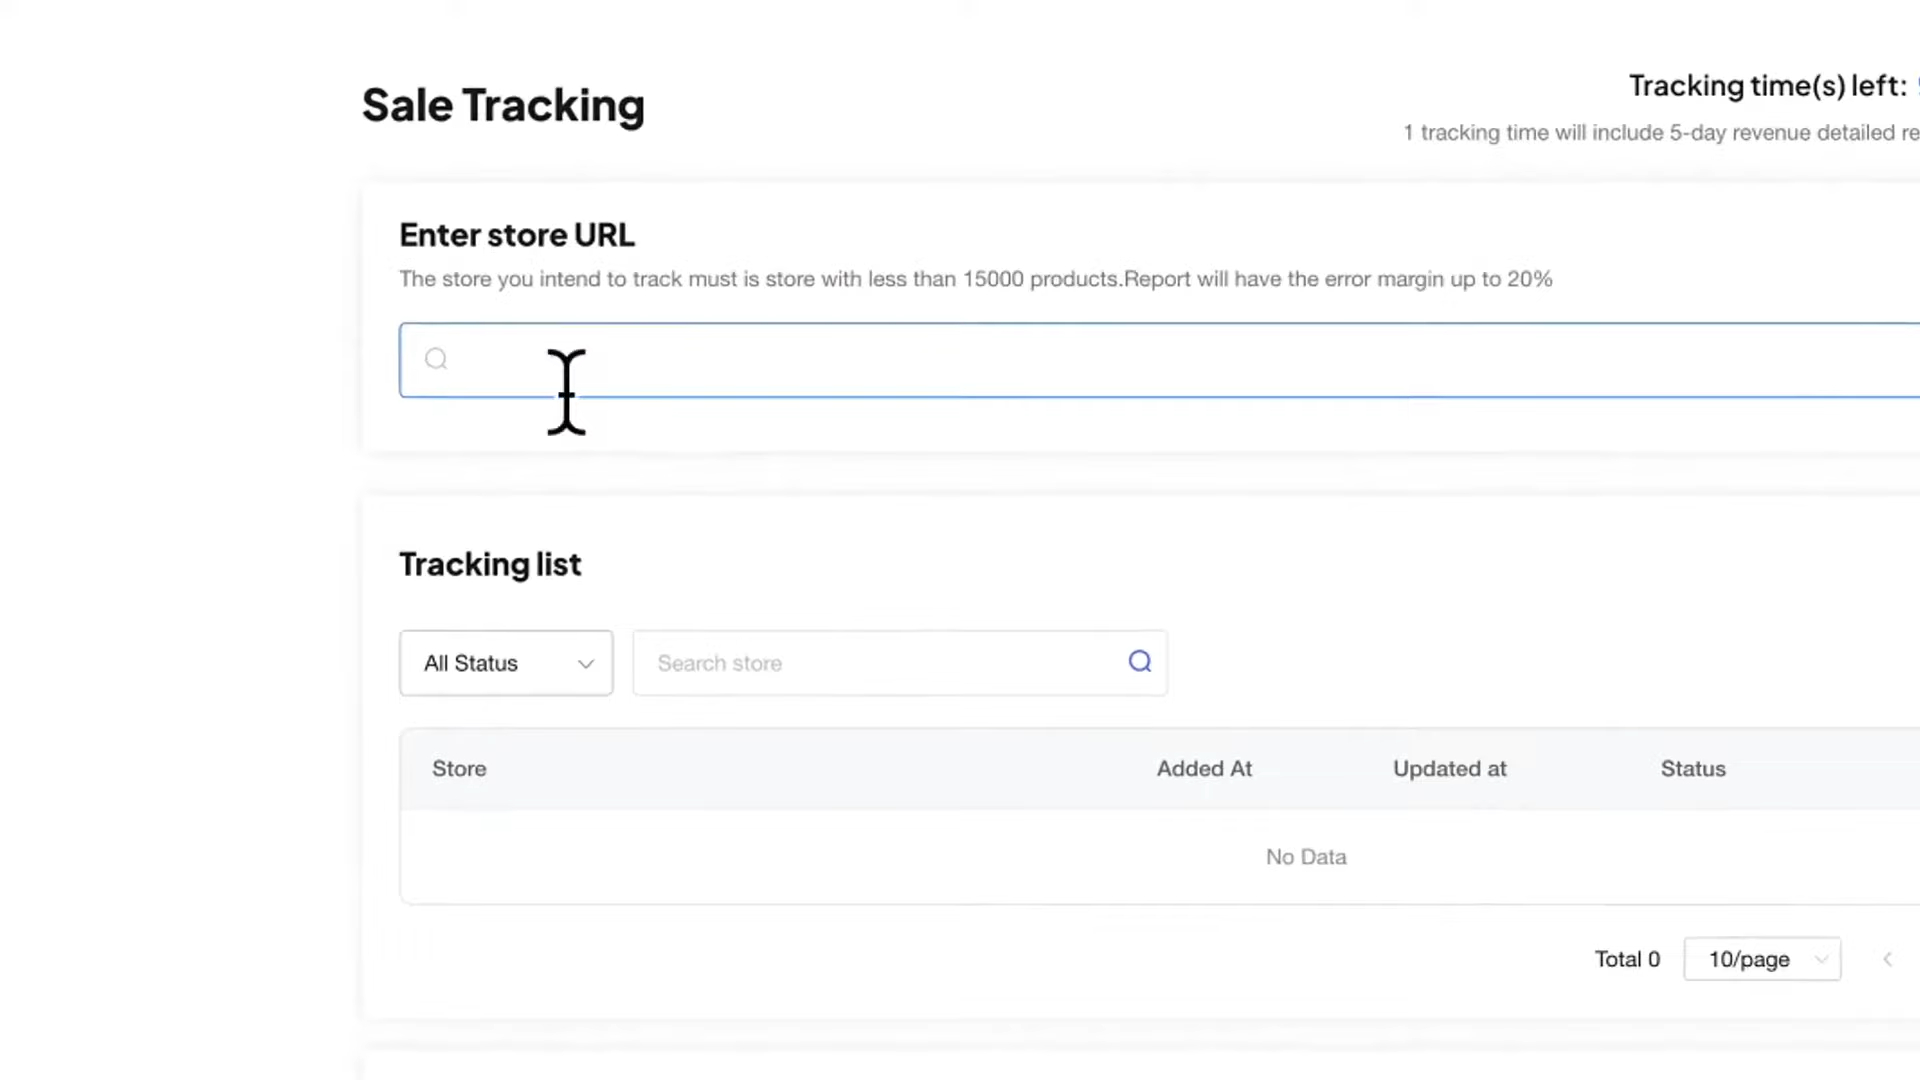 Sale Tracking
Tracking time(s) left:
1 tracking time will include 5-day revenue detailed
Enter store URL
The store you intend to track must is store with less than 15000 products.Report will have the error margin up to 20%
Tracking list
All Status
Search store
Store Added At Updated at Status
No Data
Total 0 10/page